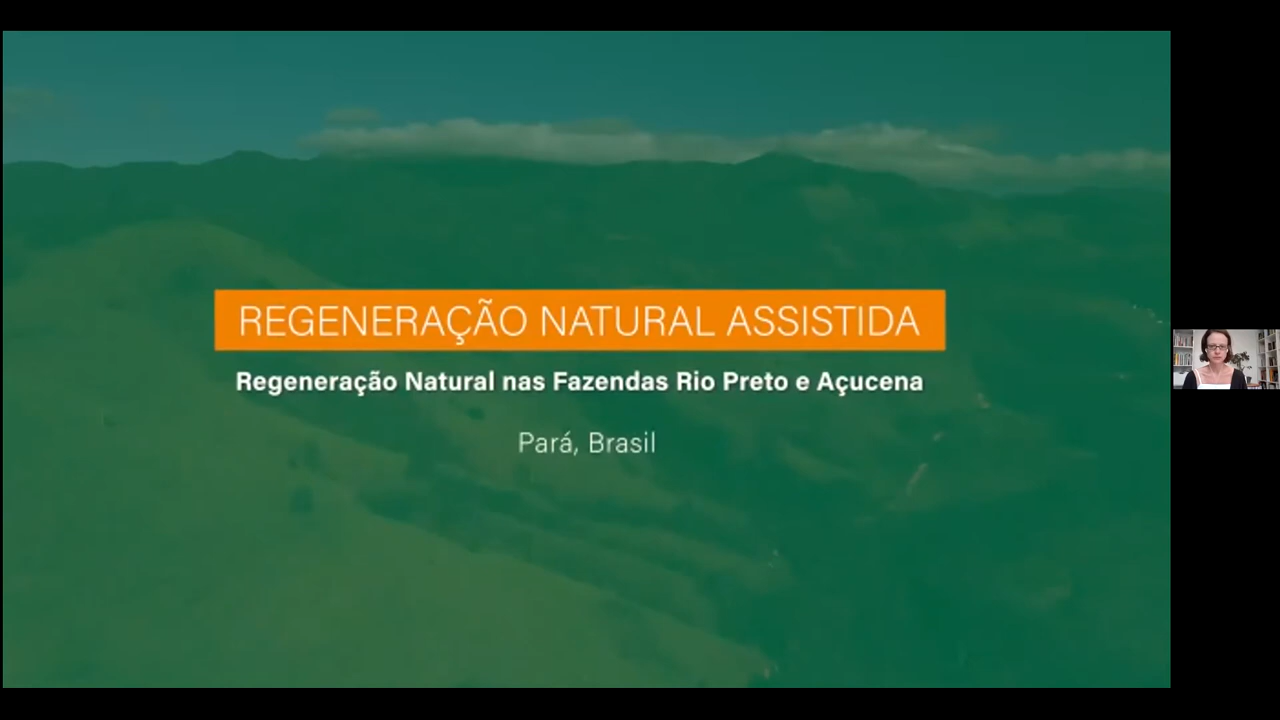 REGENERAÇÃO NATURAL ASSISTIDA
Regeneração Natural nas Fazendas Rio Preto e Açucena
Pará, Brasil